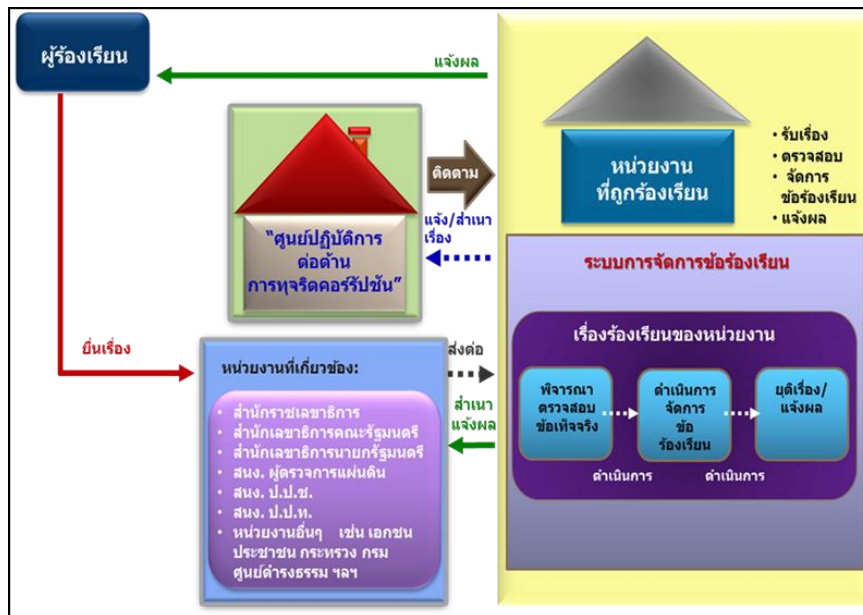 ผู้ร้องเรียน
แจ้งผล
"ศูนย์ปฏิบัติการ
ต่อต้าน
การทุจริตคอร์รัปชัน"
ติดตาม
แจ้ง/สำเนา
เรื่อง
หน่วยงาน
ที่ถูกร้องเรียน
• รับเรื่อง
• ตรวจสอบ
• จัดการ
ข้อร้องเรียน
• แจ้งผล
ระบบการจัดการข้อร้องเรียน
เรื่องร้องเรียนของหน่วยงาน
พิจารณา
ตรวจสอบ
ข้อเท็จจริง
ดำเนินการ
จัดการ
ข้อ
ร้องเรียน
ยุติเรื่อง/
แจ้งผล
ดำเนินการ
ดำเนินการ
ยื่นเรื่อง
หน่วยงานที่เกี่ยวข้อง:
• สำนักราชเลขาธิการ
• สำนักเลขาธิการคณะรัฐมนตรี
• สำนักเลขาธิการนายกรัฐมนตรี
• สนง. ผู้ตรวจการแผ่นดิน
• สนง. ป.ป.ช.
• สนง. ป.ป.ท.
• หน่วยงานอื่นๆ เช่น เอกชน
ประชาชน กระทรวง กรม
ศูนย์ดำรงธรรม ฯลฯ
ส่งต่อ
สำเนา
แจ้งผล